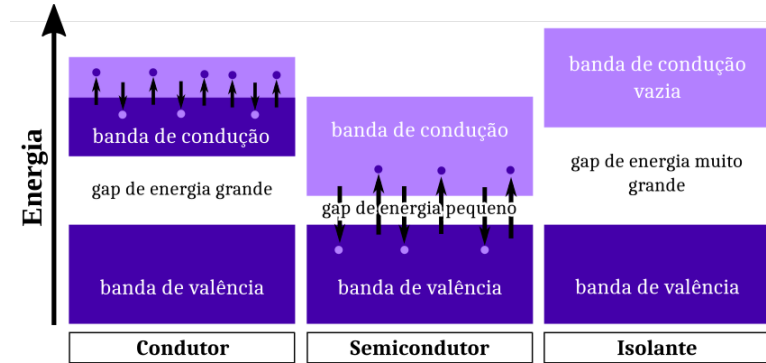 Energia
banda de condução
gap de energia grande
banda de valência
Condutor
banda de condução
gap de energia pequeno
banda de valência
Semicondutor
banda de condução
vazia
gap de energia muito
grande
banda de valência
Isolante